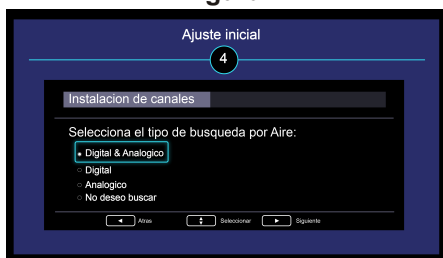 Ajuste inicial
4
Instalacion de canales
Selecciona el tipo de busqueda por Aire:
Digital & Analogico
Digital
Analogico
No deseo buscar
Atras Seleccionar Siguiente